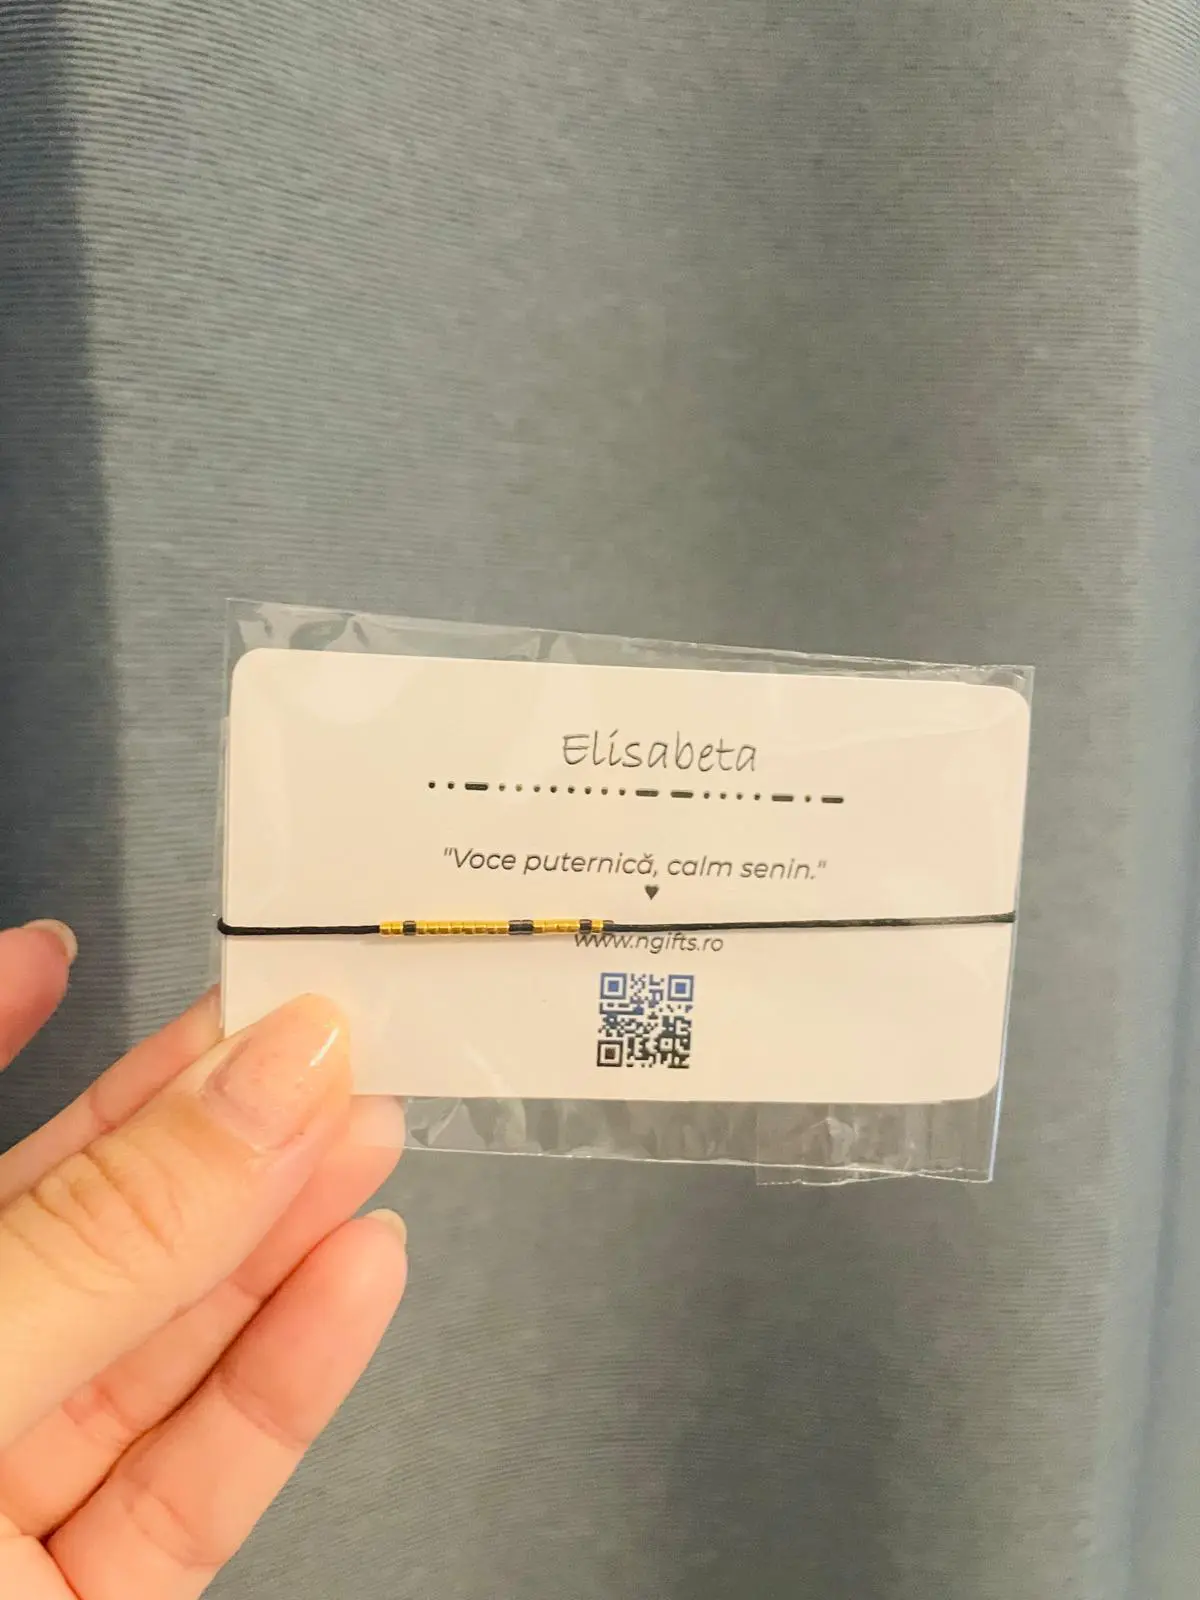 Elisabeta
..-........--....-.-
"Voce puternică, calm senin."
♥
www.ngifts.ro